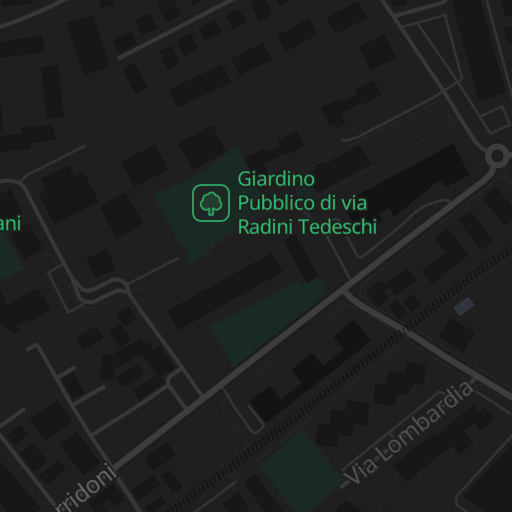 Giardino
Pubblico di via
Radini Tedeschi
ani
Via Lombardia
rridoni